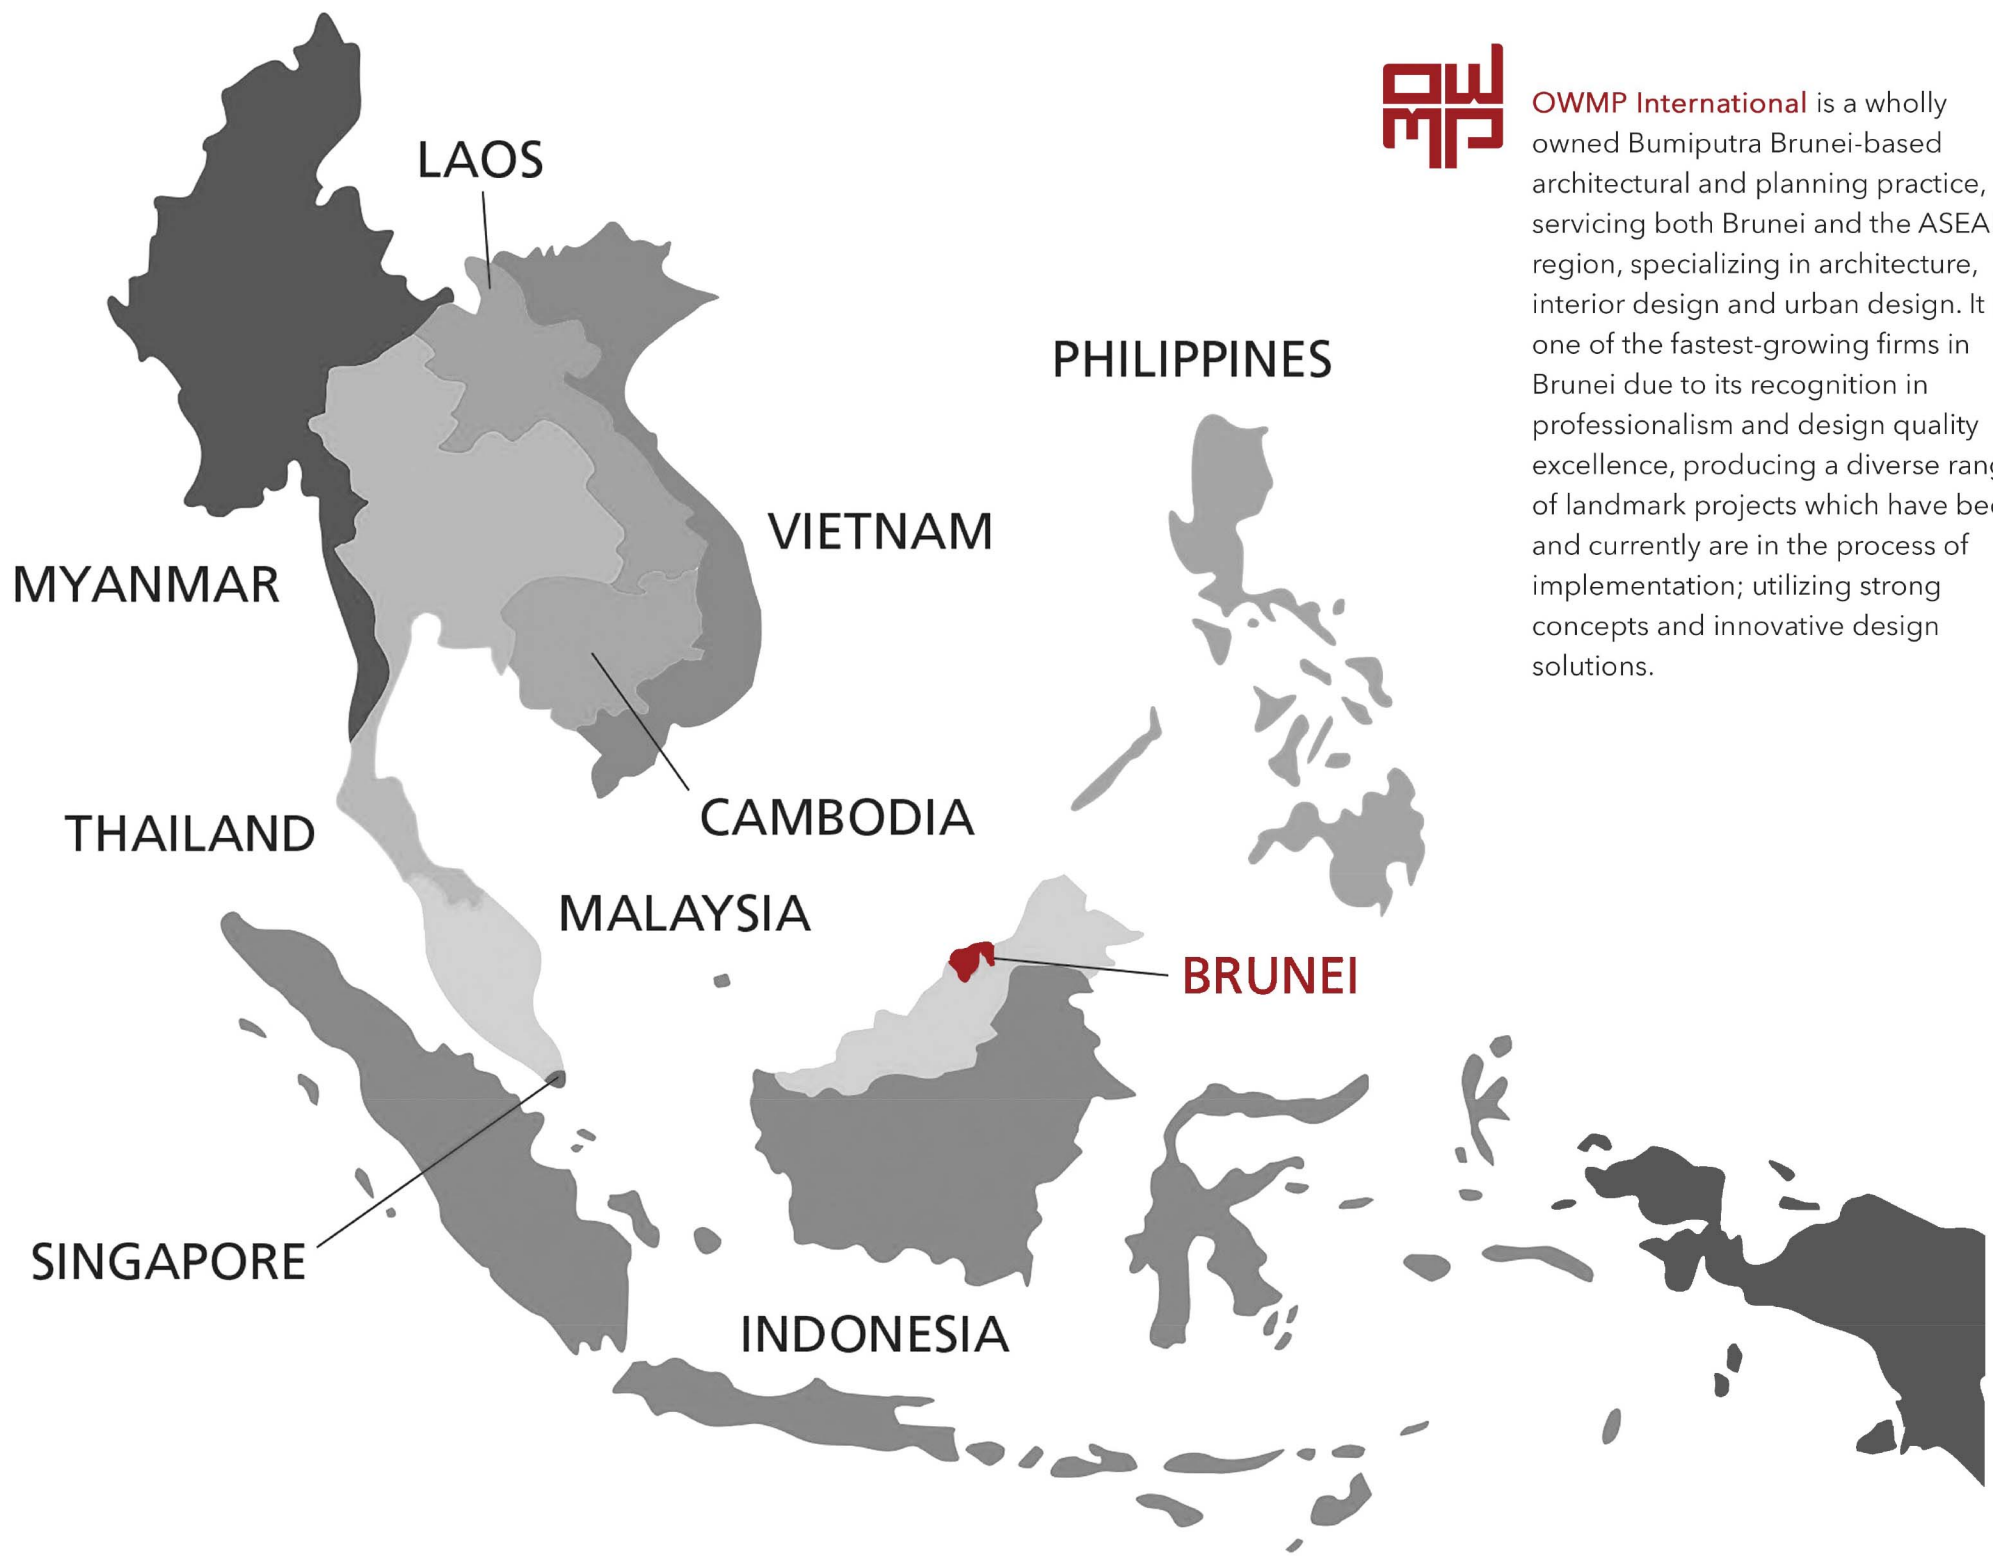 LAOS
PHILIPPINES
VIETNAM
MYANMAR
CAMBODIA
THAILAND
MALAYSIA
BRUNEI
SINGAPORE
INDONESIA
OWMP
OWMP International is a wholly
owned Bumiputra Brunei-based
architectural and planning practice,
servicing both Brunei and the ASEA
region, specializing in architecture,
interior design and urban design. It
one of the fastest-growing firms in
Brunei due to its recognition in
professionalism and design quality
excellence, producing a diverse ran
of landmark projects which have be
and currently are in the process of
implementation; utilizing strong
concepts and innovative design
solutions.